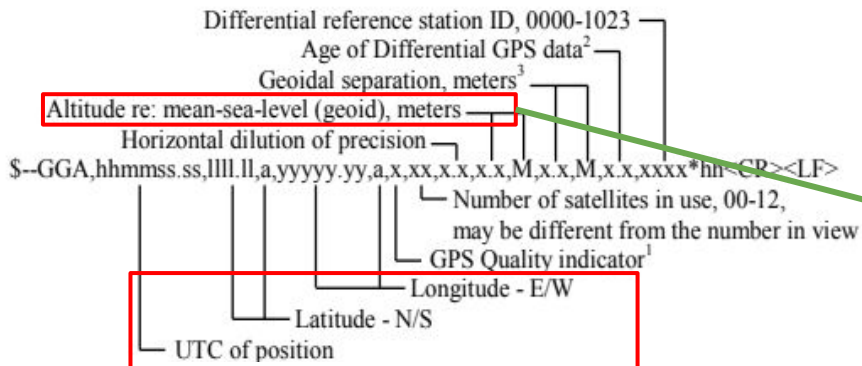 Differential reference station ID, 0000-1023
Age of Differential GPS data2
Geoidal separation, meters3
Altitude re: mean-sea-level (geoid), meters
Horizontal dilution of precision
$--GGA,hhmmss.ss,llll.ll,a,yyyyy.yy,a,x,xx,x.x,x.x,M,x.x,M,x.x,xxxx*hh<CR><LF>
Number of satellites in use, 00-12,
may be different from the number in view
GPS Quality indicator1
Longitude - E/W
Latitude - N/S
UTC of position